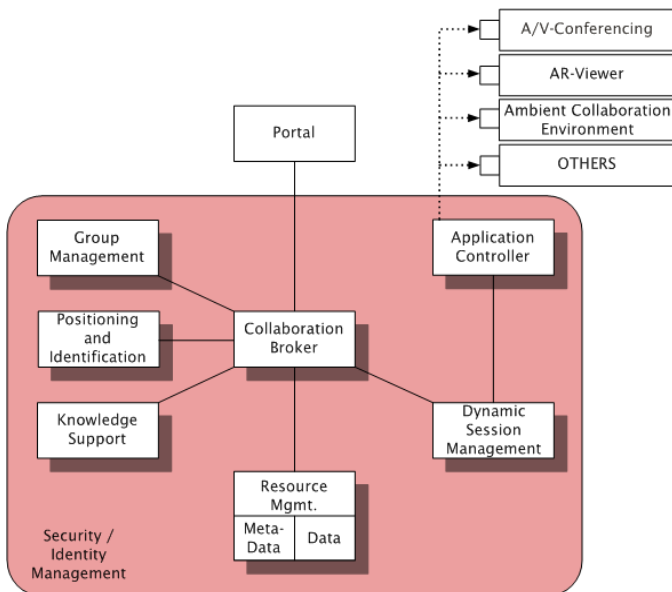 A/V-Conferencing
AR-Viewer
Ambient Collaboration
Environment
OTHERS
Portal
Group
Management
Application
Controller
Positioning
and
Identification
Collaboration
Broker
Knowledge
Support
Dynamic
Session
Management
Resource
Mgmt.
Meta-
Data
Data
Security /
Identity
Management